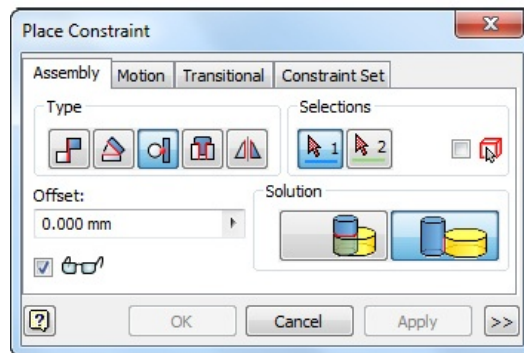 Place Constraint
Assembly Motion Transitional Constraint Set
Type Selections
1 2
Offset: Solution
0.000 mm
? OK Cancel Apply >>